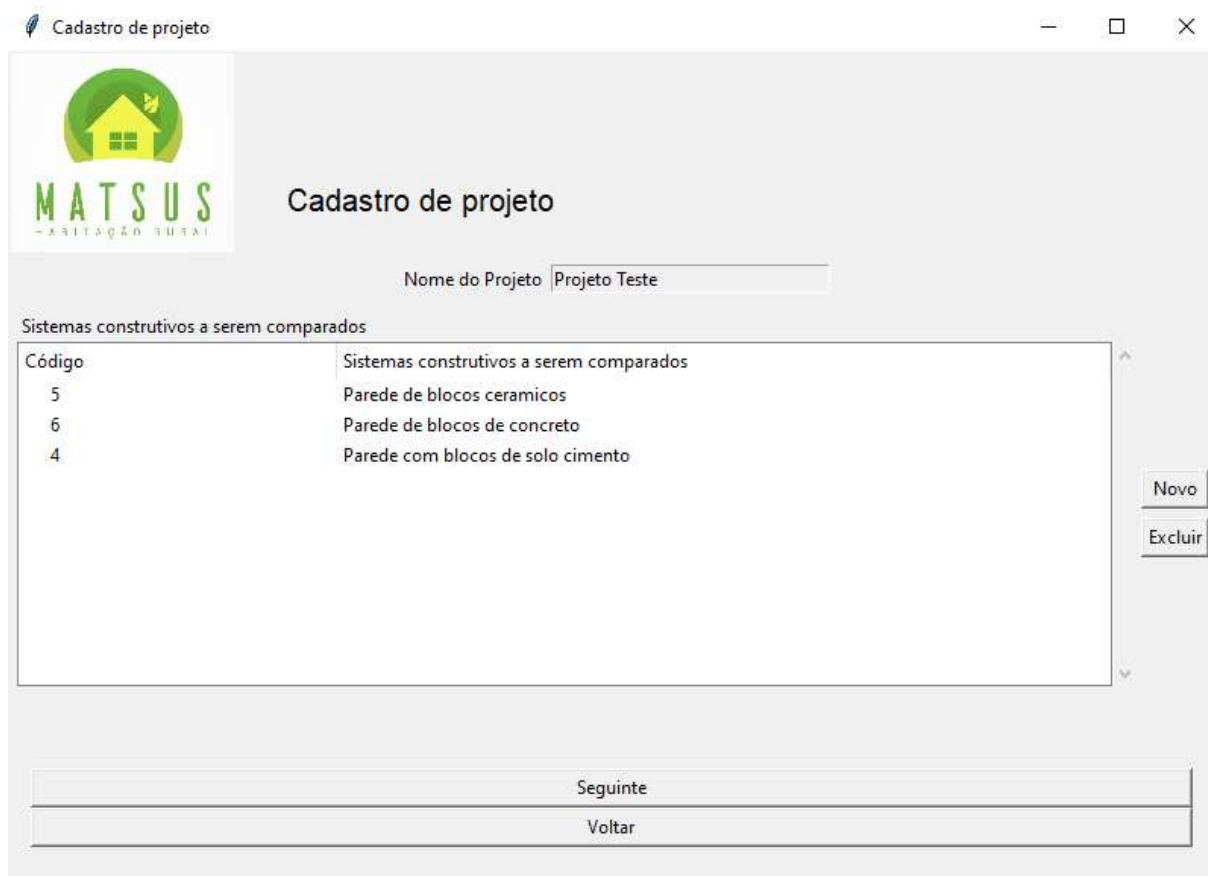 Cadastro de projeto
MATSUS
HABITAÇÃO RURAL
Cadastro de projeto
Nome do Projeto Projeto Teste
Sistemas construtivos a serem comparados
Código Sistemas construtivos a serem comparados
5 Parede de blocos ceramicos
6 Parede de blocos de concreto
4 Parede com blocos de solo cimento
Novo
Excluir
Seguinte
Voltar